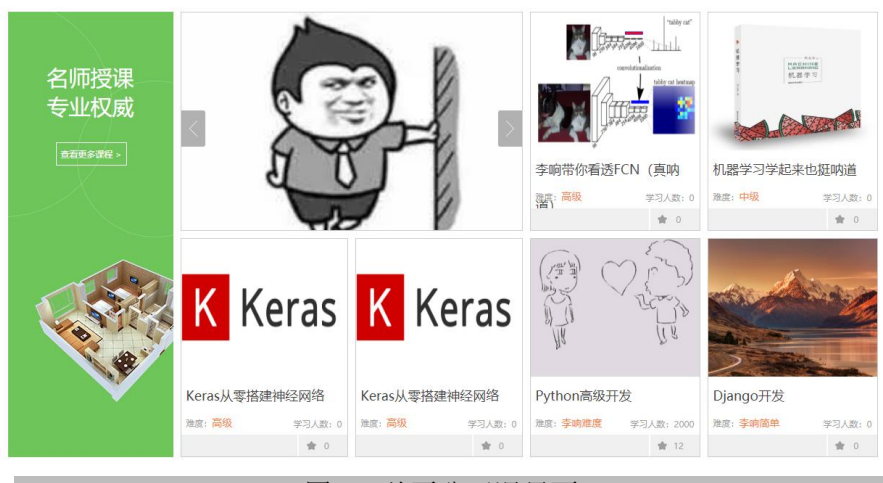 名师授课
专业权威
查看更多课程 >
"tabby cat"
convolutionalization
tabby cat heatmap
李响带你看透FCN（真呐
道）
难度：高级
学习人数：0
0
机器学习
机器学习学起来也挺呐道
难度：中级
学习人数：0
0
K Keras
Keras从零搭建神经网络
难度：高级
学习人数：0
0
K Keras
Keras从零搭建神经网络
难度：高级
学习人数：0
0
Python高级开发
难度：李响难度
学习人数：2000
12
Django开发
难度：李响简单
学习人数：0
0